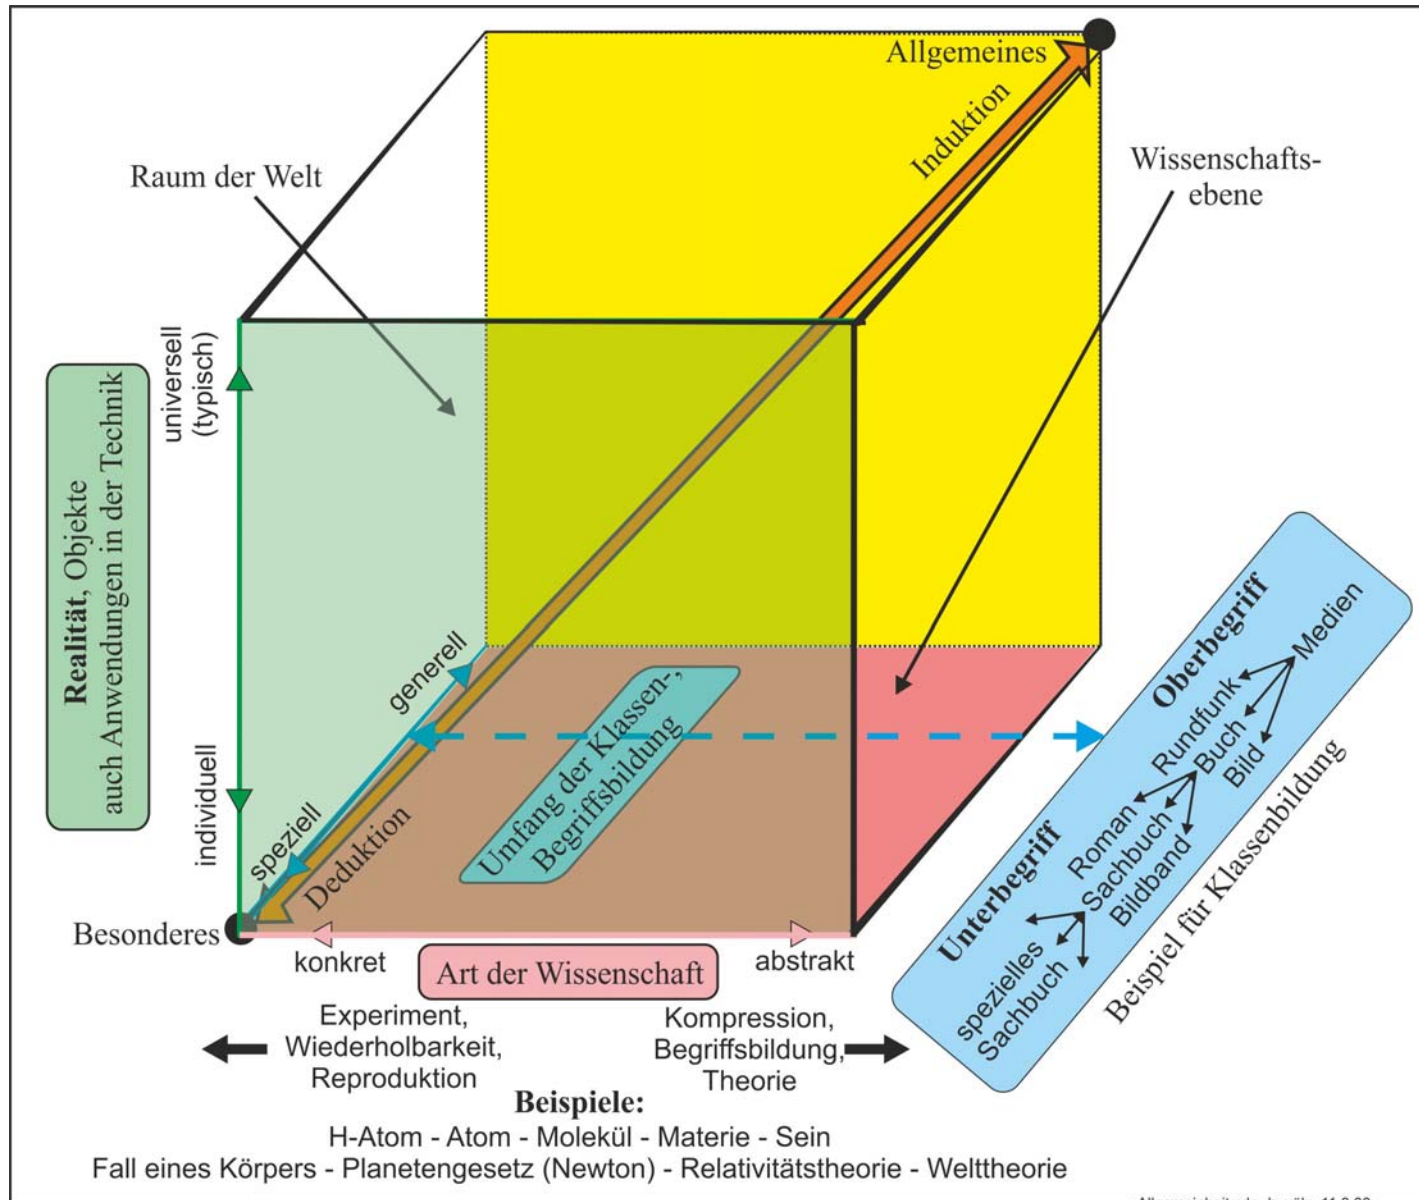 Allgemeines
Induktion
Raum der Welt
Wissenschafts-
ebene
universell
(typisch)
Realität, Objekte
auch Anwendungen in der Technik
individuell
generell
speziell
Deduktion
Umfang der Klassen-,
Begriffsbildung
Besonderes
konkret
Art der Wissenschaft
abstrakt
Oberbegriff
Medien
Rundfunk
Buch
Bild
Unterbegriff
Roman
Sachbuch
Bildband
spezielles
Sachbuch
Beispiel für Klassenbildung
Experiment,
Wiederholbarkeit,
Reproduktion
Kompression,
Begriffsbildung,
Theorie
Beispiele:
H-Atom - Atom - Molekül - Materie - Sein
Fall eines Körpers - Planetengesetz (Newton) - Relativitätstheorie - Welttheorie